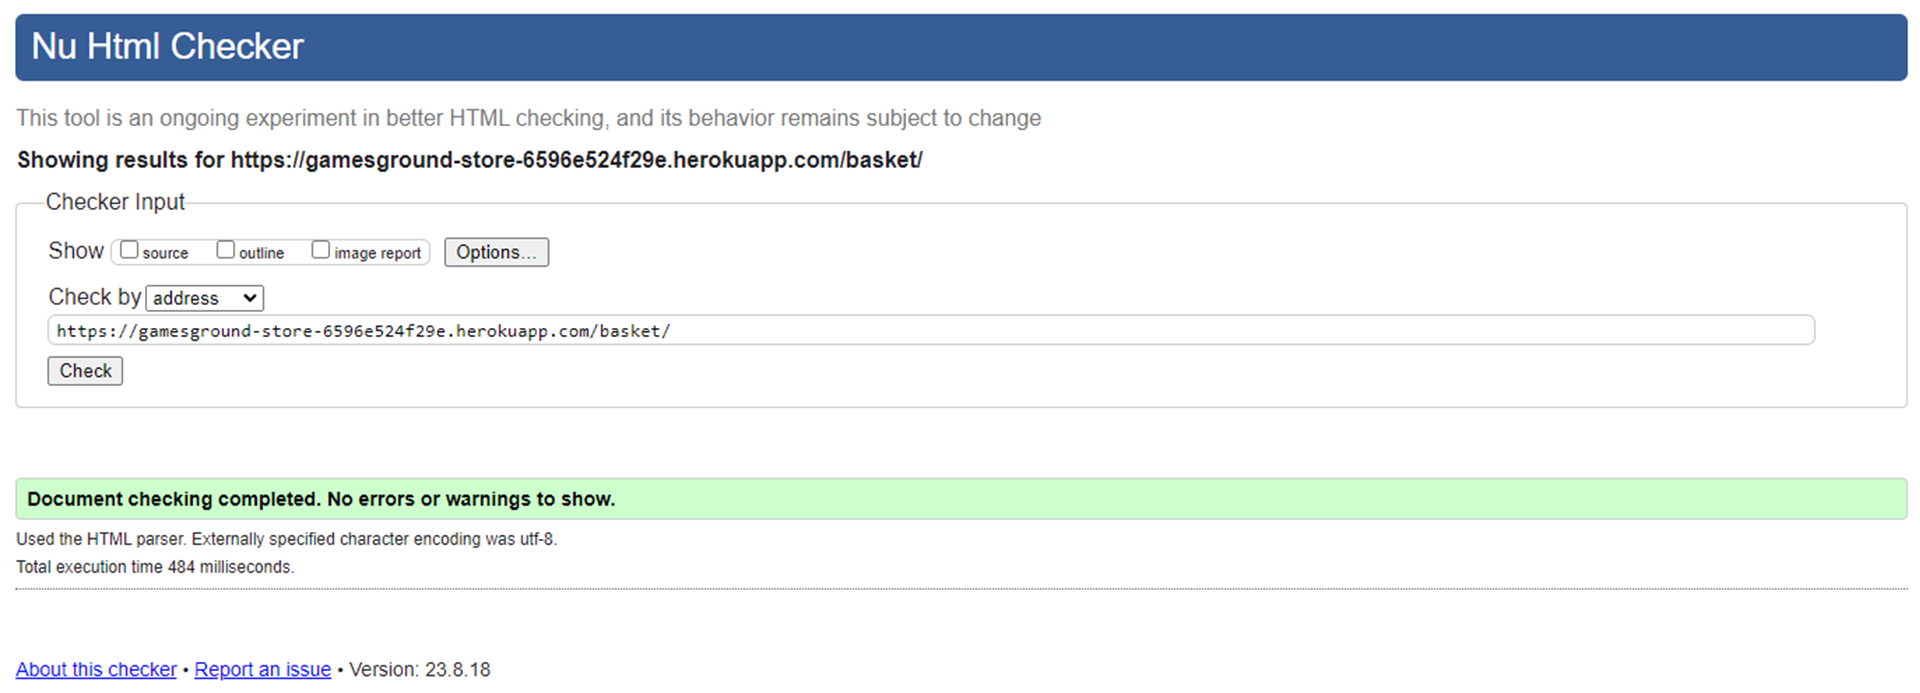 Nu Html Checker
This tool is an ongoing experiment in better HTML checking, and its behavior remains subject to change
Showing results for https://gamesground-store-6596e524f29e.herokuapp.com/basket/
Checker Input
Show source outline image report Options...
Check by address
https://gamesground-store-6596e524f29e.herokuapp.com/basket/
Check
Document checking completed. No errors or warnings to show.
Used the HTML parser. Externally specified character encoding was utf-8.
Total execution time 484 milliseconds.
About this checker • Report an issue • Version: 23.8.18